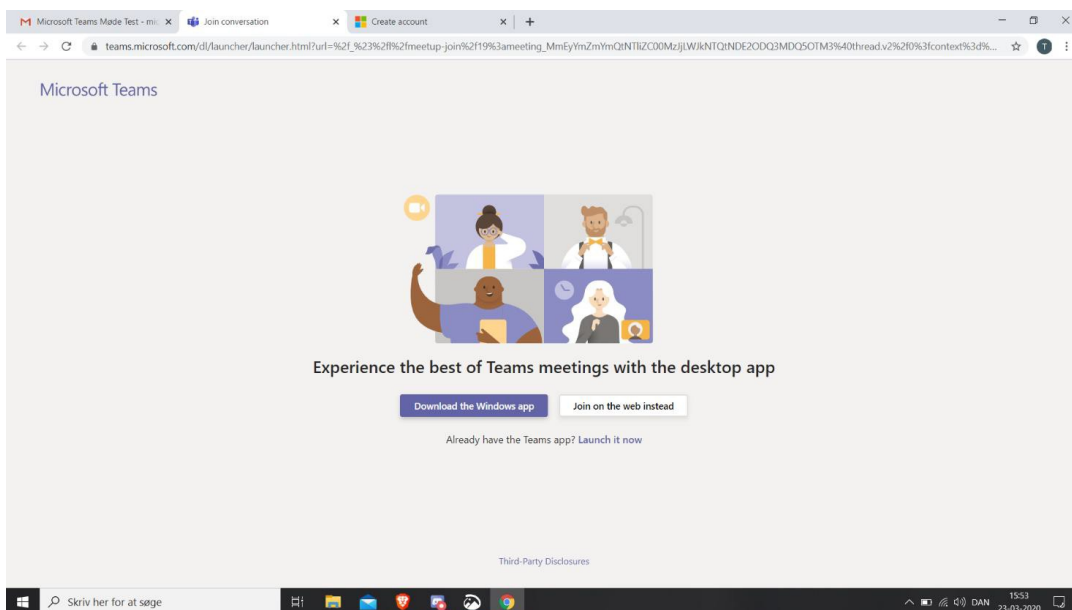 Microsoft Teams Møde Test - mic
Join conversation
Create account
teams.microsoft.com/dl/launcher/launcher.html?url=%2f_%23%2fl%2fmeetup-join%2f19%3ameeting_MmEyYmZmYmQtNTliZC00MzJjLWJkNTQtNDE2ODQ3MDQ5OTM3%40thread.v2%2f0%3fcontext%3d%...
T
Microsoft Teams
Experience the best of Teams meetings with the desktop app
Download the Windows app
Join on the web instead
Already have the Teams app? Launch it now
Third-Party Disclosures
Skriv her for at søge
DAN
15:53
23-03-2020